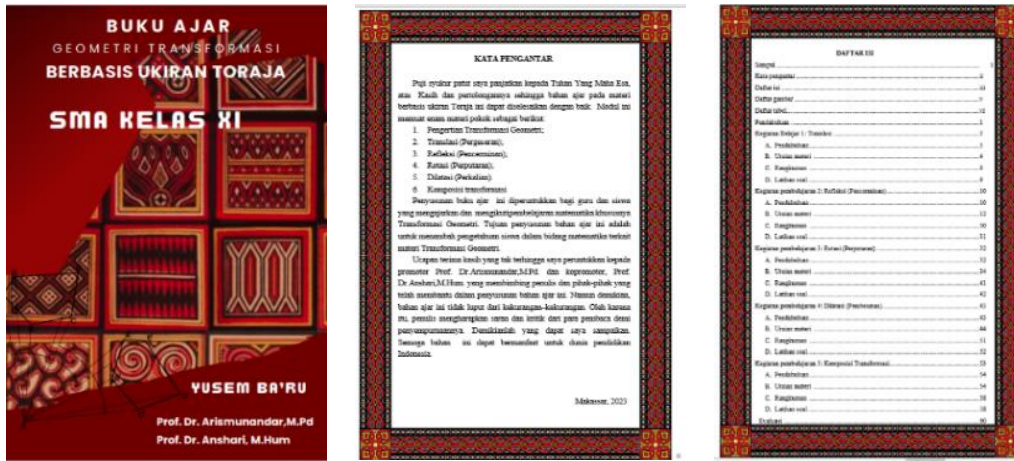 BUKU AJAR
GEOMETRI TRANSFORMASI
BERBASIS UKIRAN TORAJA
SMA KELAS XI
YUSEM BA'RU
Prof. Dr. Arismunandar,M.Pd
Prof. Dr. Anshari, M.Hum
KATA PENGANTAR
Puji syukur patut saya panjatkan kepada Tuhan Yang Maha Esa,
atas Kasih dan pertolongannya sehingga bahan ajar pada materi
berbasis ukiran Toraja ini dapat diselesaikan dengan baik. Modul ini
memuat enam materi pokok sebagai berikut:
1. Pengertian Transformasi Geometri;
2. Translasi (Pergeseran),
3. Refleksi (Pencerminan),
4. Rotasi (Perputaran),
5. Dilatasi (Perkalian)
6. Komposisi transformasi
Penyusunan buku ajar ini diperuntukkan bagi guru dan siswa
yang mengajarkan dan mengikutipembelajaran matematika khususnya
Transformasi Geometri. Tujuan penyusunan bahan ajar ini adalah
untuk menambah pengetahuan siswa dalam bidang matematika terkait
materi Transformasi Geometri.
Ucapan terima kasih yang tak terhingga saya peruntukkan kepada
promotor Prof. Dr.Arismunandar,M.Pd. dan kopromotor, Prof.
Dr.Anshari,M.Hum. yang membimbing penulis dan pihak-pihak yang
telah membantu dalam penyusunan bahan ajar ini. Namun demikian,
bahan ajar ini tidak luput dari kekurangan-kekurangan. Oleh karena
itu, penulis mengharapkan saran dan kritik dari para pembaca demi
penyempurnaannya. Demikianlah yang dapat saya sampaikan.
Semoga bahan ini dapat bermanfaat untuk dunia pendidikan
Indonesia.
Makassar, 2023
DAFTAR ISI
Sampul
Kata pengantar
Daftar isi
Daftar gambar
Daftar tabel
Pendahuluan
Kegiatan Belajar 1: Translasi
A. Pendahuluan
B. Uraian materi
C. Rangkuman
D. Latihan soal
Kegiatan pembelajaran 2: Refleksi (Pencerminan)
A. Pendahuluan
B. Uraian materi
C. Rangkuman
D. Latihan soal
Kegiatan pembelajaran 3: Rotasi (Perputaran)
A. Pendahuluan
B. Uraian materi
C. Rangkuman
D. Latihan soal
Kegiatan pembelajaran 4: Dilatasi
A. Pendahuluan
B. Uraian materi
C. Rangkuman
D. Latihan soal
Kegiatan pembelajaran 5: Komposisi Transformasi
A. Pendahuluan
B. Uraian materi
C. Rangkuman
D. Latihan soal
Evaluasi